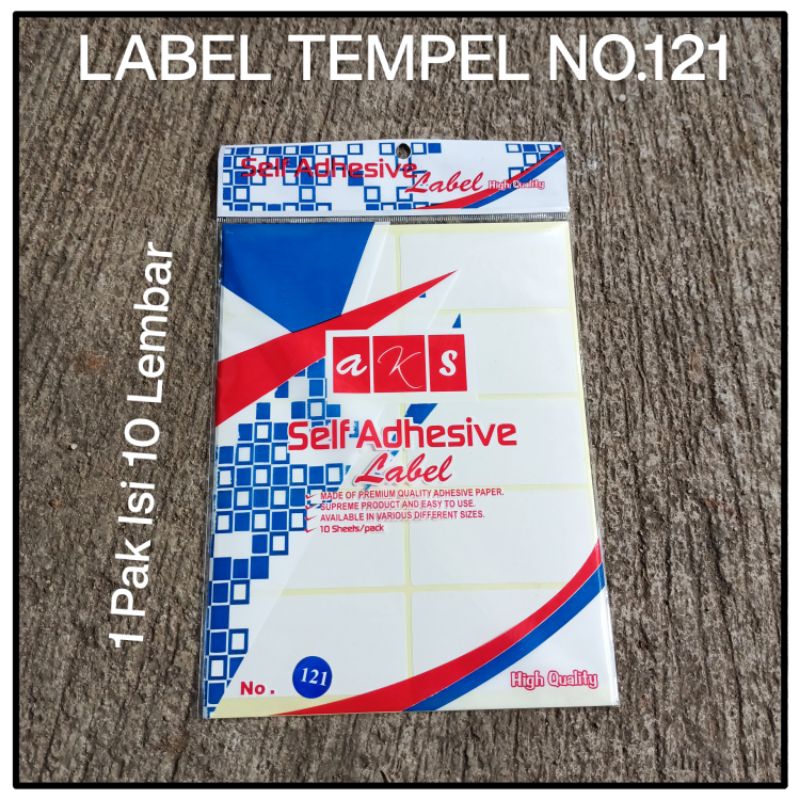 LABEL TEMPEL NO.121
Self Adhesive
Label High Quality
1 Pak Isi 10 Lembar
aks
Self Adhesive
Label
MADE OF PREMIUM QUALITY ADHESIVE PAPER.
SUPREME PRODUCT AND EASY TO USE.
AVAILABLE IN VARIOUS DIFFERENT SIZES.
10 Sheets/pack
No. 121
High Quality